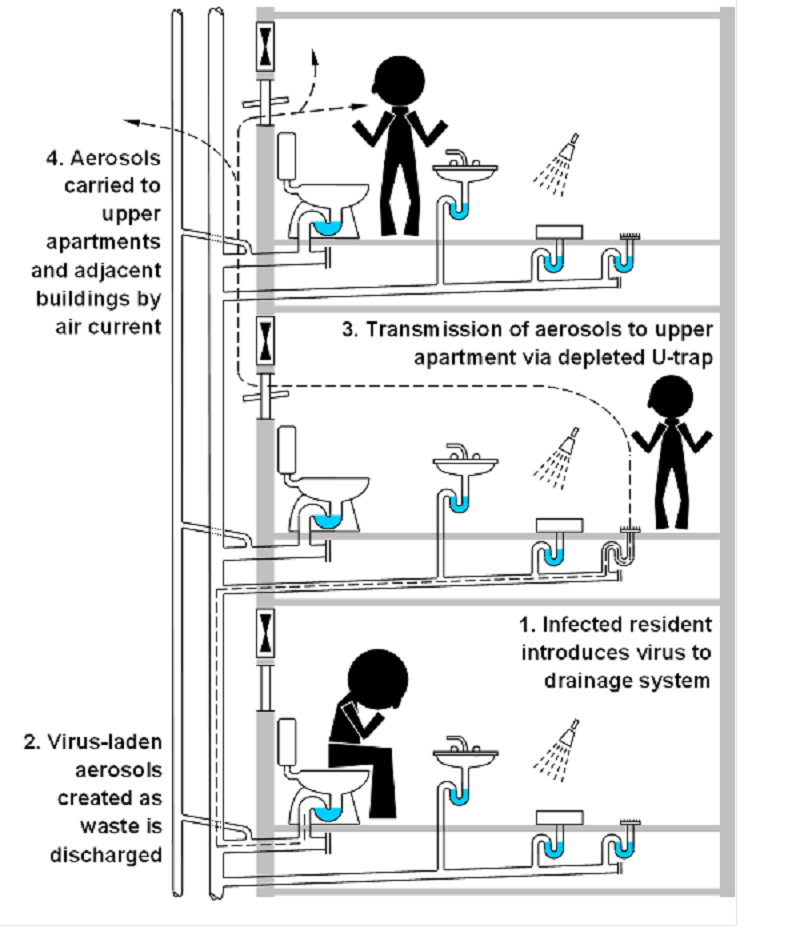 4. Aerosols
carried to
upper
apartments
and adjacent
buildings by
air current
3. Transmission of aerosols to upper
apartment via depleted U-trap
1. Infected resident
introduces virus to
drainage system
2. Virus-laden
aerosols
created as
waste is
discharged